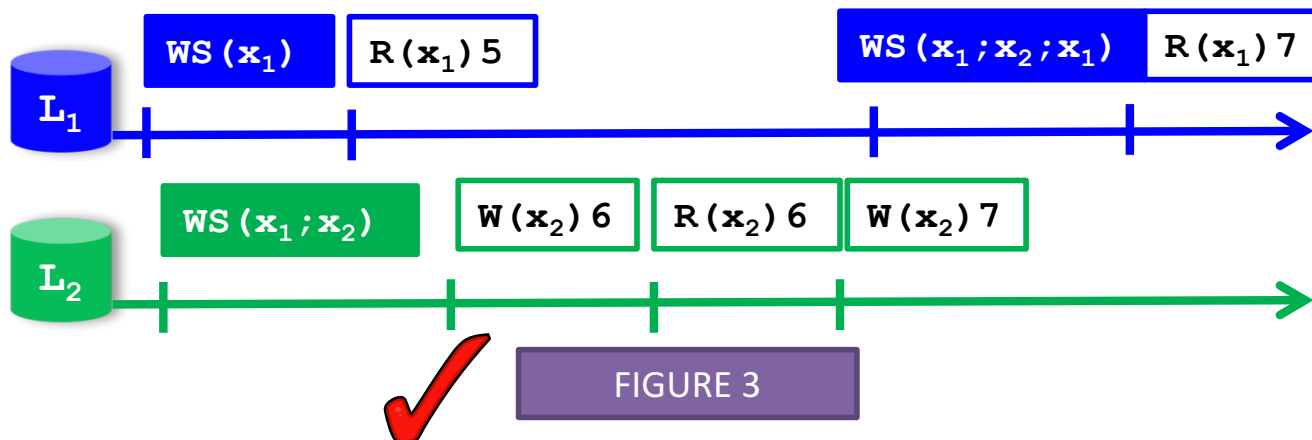 WS(x₁) R(x₁)5 WS(x₁;x₂;x₁) R(x₁)7
L₁
WS(x₁;x₂) W(x₂)6 R(x₂)6 W(x₂)7
L₂
FIGURE 3